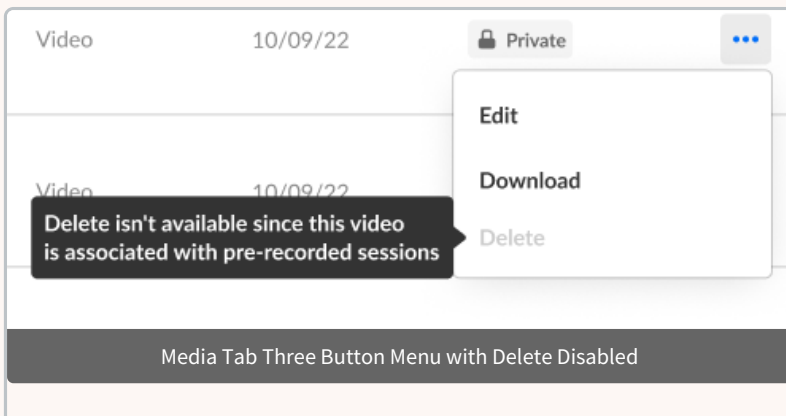 Video 10/09/22 Private
Edit
Download
Video 10/09/22
Delete isn't available since this video
is associated with pre-recorded sessions
Delete
Media Tab Three Button Menu with Delete Disabled